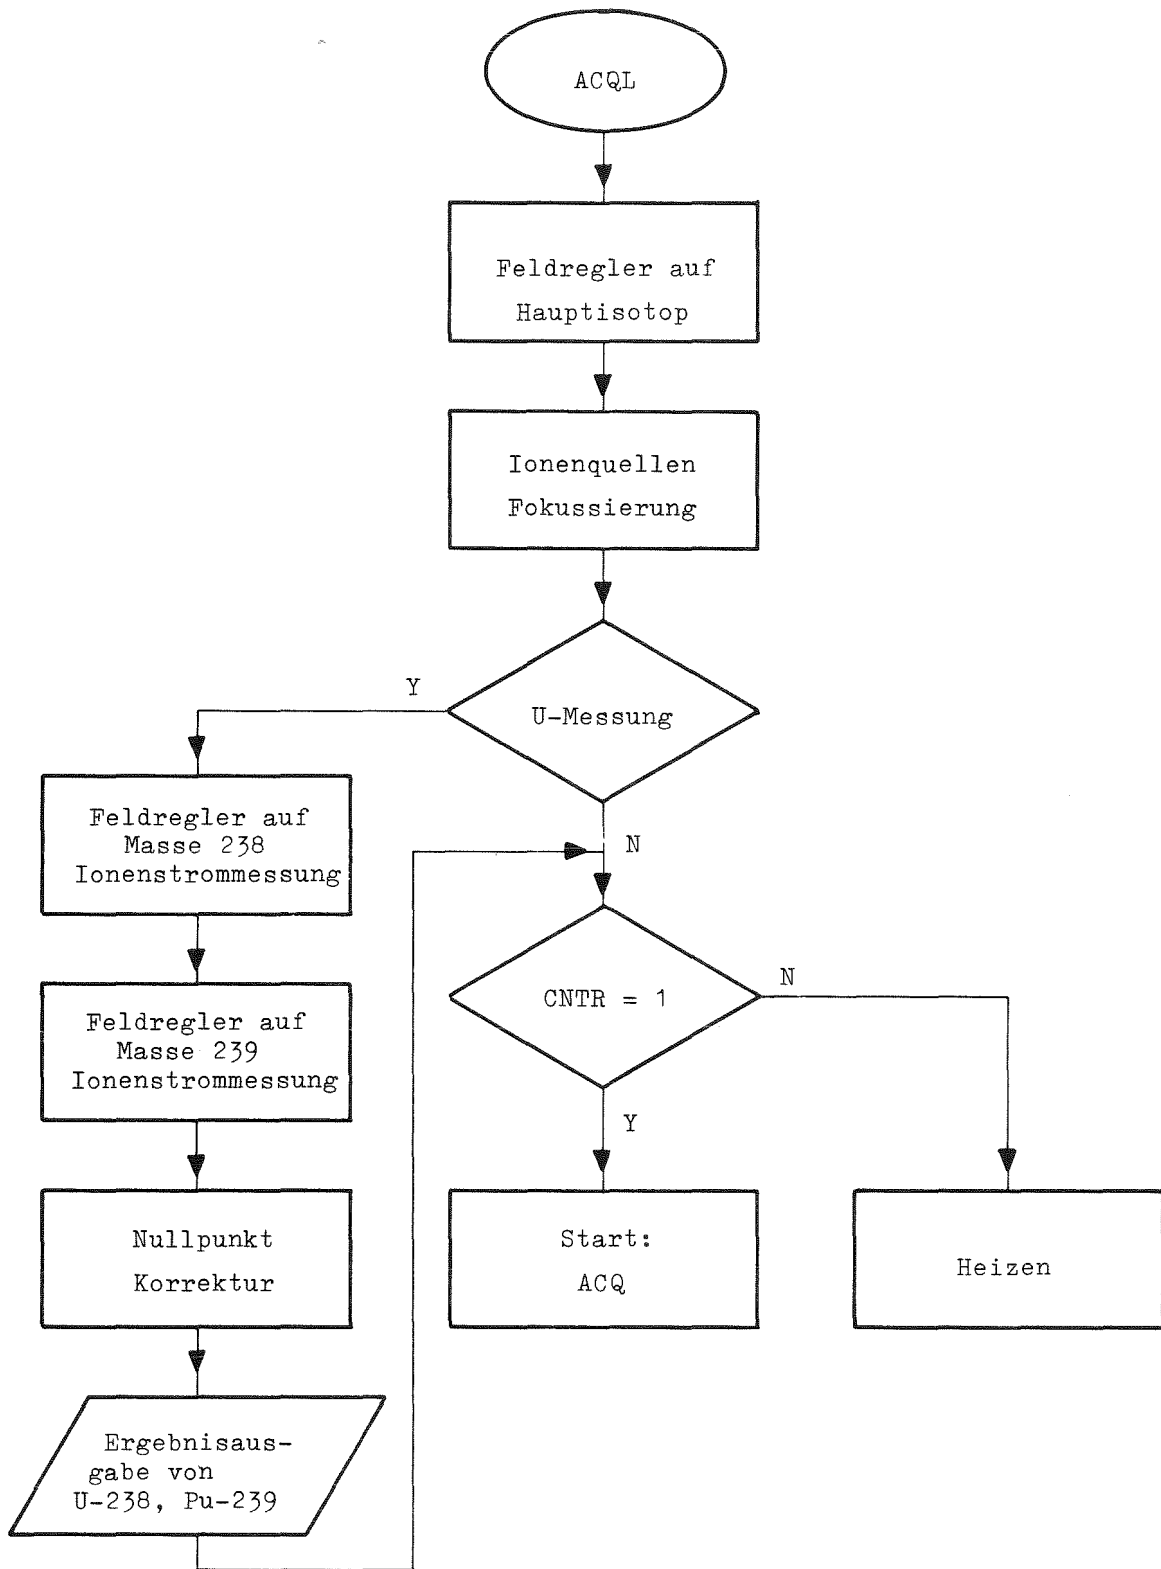 ACQL
Feldregler auf
Hauptisotop
Ionenquellen
Fokussierung
Y
U-Messung
N
Feldregler auf
Masse 238
Ionenstrommessung
Feldregler auf
Masse 239
Ionenstrommessung
Nullpunkt
Korrektur
Ergebnisaus-
gabe von
U-238, Pu-239
CNTR = 1
N
Y
Start:
ACQ
Heizen